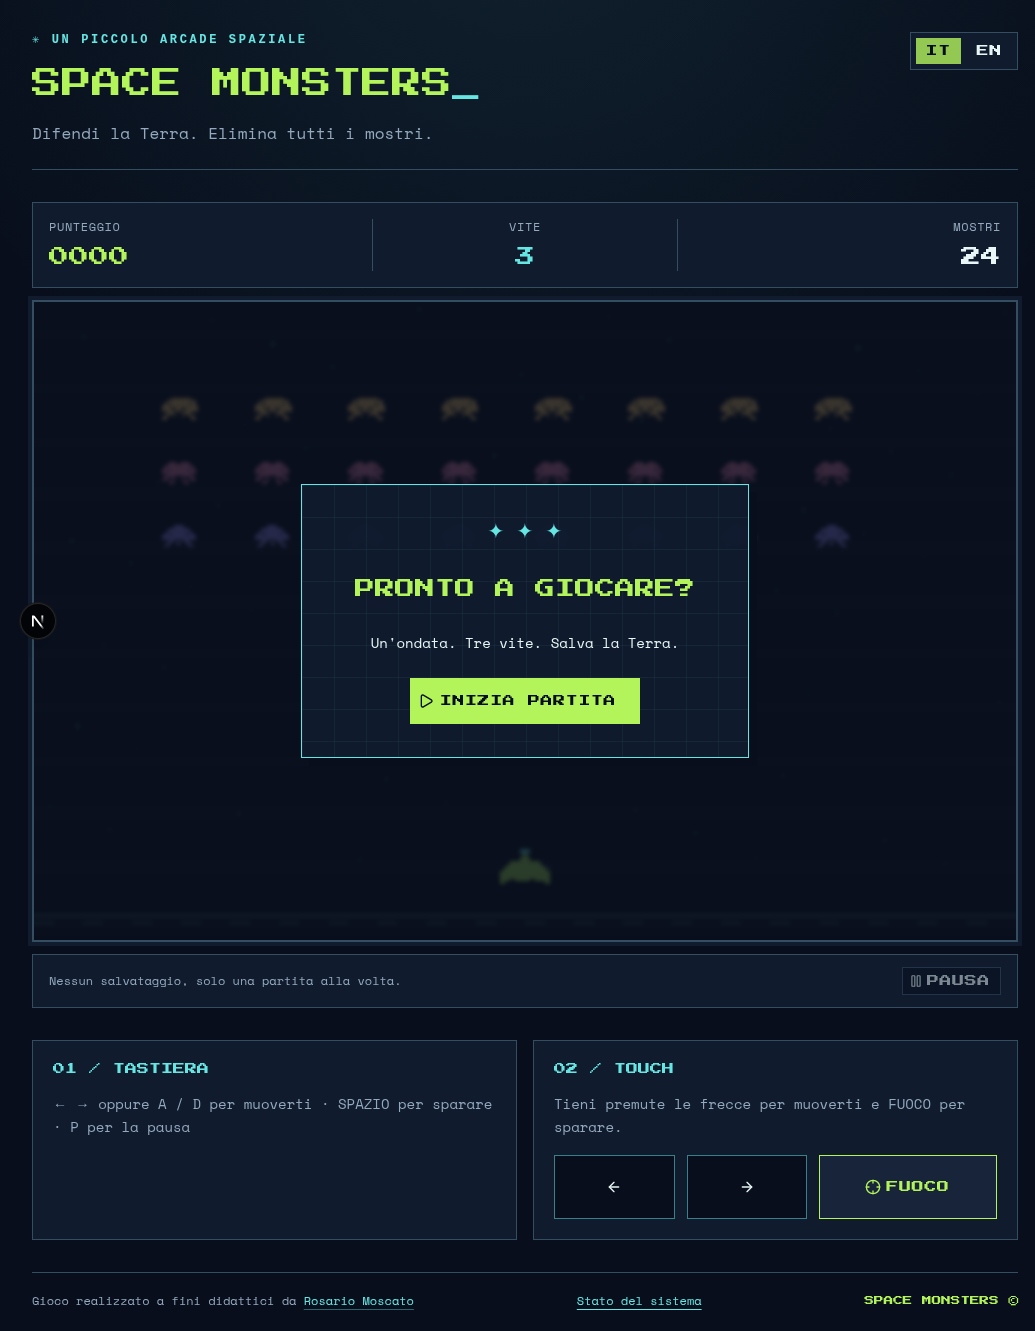 ✳ UN PICCOLO ARCADE SPAZIALE
IT EN
SPACE MONSTERS_
Difendi la Terra. Elimina tutti i mostri.
PUNTEGGIO
0000
VITE
3
MOSTRI
24
✦ ✦ ✦
PRONTO A GIOCARE?
Un'ondata. Tre vite. Salva la Terra.
INIZIA PARTITA
N
Nessun salvataggio, solo una partita alla volta.
PAUSA
01 / TASTIERA
← → oppure A / D per muoverti · SPAZIO per sparare
· P per la pausa
02 / TOUCH
Tieni premute le frecce per muoverti e FUOCO per
sparare.
← → FUOCO
Gioco realizzato a fini didattici da Rosario Moscato
Stato del sistema
SPACE MONSTERS ©